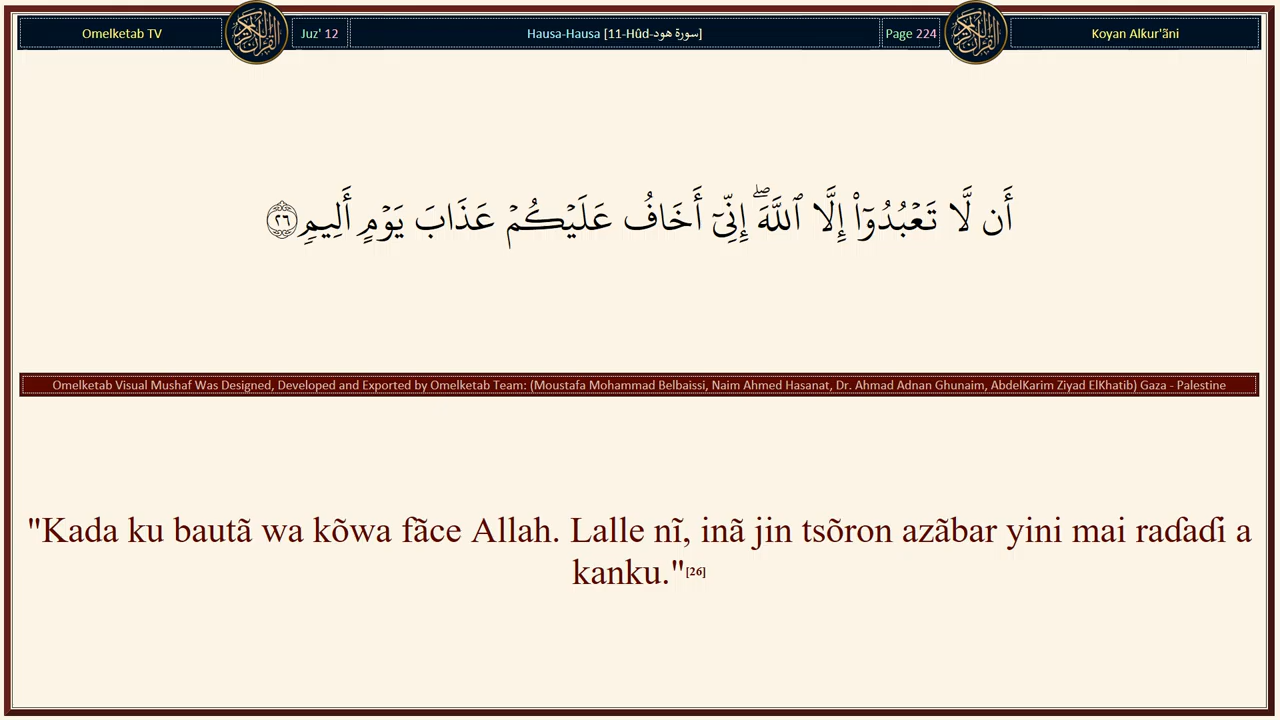 Omelketab TV
Juz' 12
Hausa-Hausa [11-Hûd-سورة هود]
Page 224
Koyan Alƙur'ãni
أَن لَّا تَعۡبُدُوٓاْ إِلَّا ٱللَّهَۖ إِنِّيٓ أَخَافُ عَلَيۡكُمۡ عَذَابَ يَوۡمٍ أَلِيمٖ ٢٦
Omelketab Visual Mushaf Was Designed, Developed and Exported by Omelketab Team: (Moustafa Mohammad Belbaissi, Naim Ahmed Hasanat, Dr. Ahmad Adnan Ghunaim, AbdelKarim Ziyad ElKhatib) Gaza - Palestine
"Kada ku bautã wa kõwa fãce Allah. Lalle nĩ, inã jin tsõron azãbar yini mai raɗaɗi a
kanku."[26]